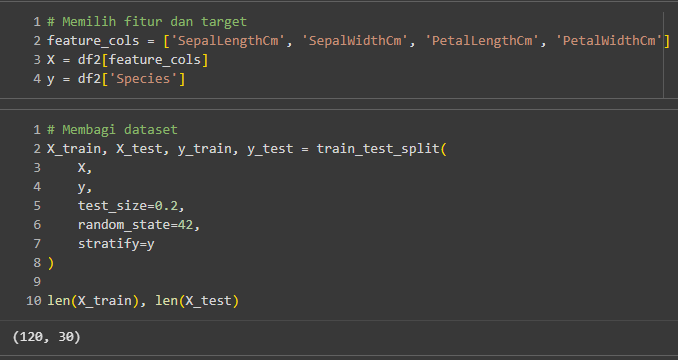 1 # Memilih fitur dan target
2 feature_cols = ['SepalLengthCm', 'SepalWidthCm', 'PetalLengthCm', 'PetalWidthCm']
3 X = df2[feature_cols]
4 y = df2['Species']
1 # Membagi dataset
2 X_train, X_test, y_train, y_test = train_test_split(
3     X,
4     y,
5     test_size=0.2,
6     random_state=42,
7     stratify=y
8 )
9
10 len(X_train), len(X_test)
(120, 30)